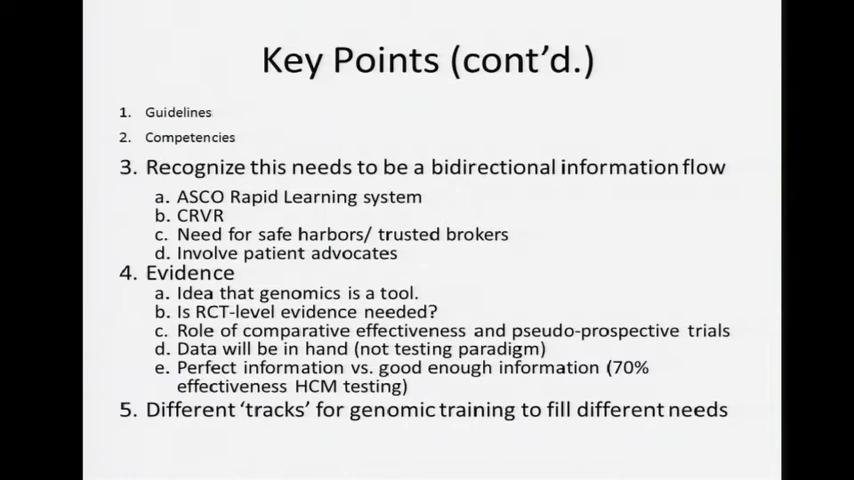 Key Points (cont’d.)
1. Guidelines
2. Competencies
3. Recognize this needs to be a bidirectional information flow
a. ASCO Rapid Learning system
b. CRVR
c. Need for safe harbors/ trusted brokers
d. Involve patient advocates
4. Evidence
a. Idea that genomics is a tool.
b. Is RCT-level evidence needed?
c. Role of comparative effectiveness and pseudo-prospective trials
d. Data will be in hand (not testing paradigm)
e. Perfect information vs. good enough information (70%
effectiveness HCM testing)
5. Different ‘tracks’ for genomic training to fill different needs